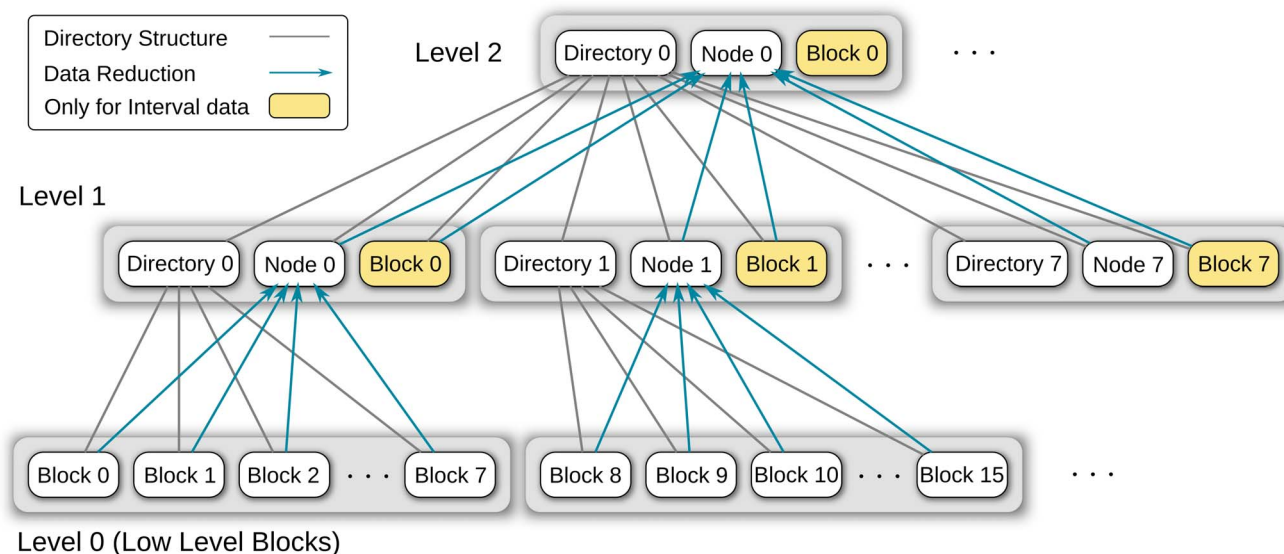 Directory Structure
Data Reduction
Only for Interval data
Level 2
Directory 0 Node 0 Block 0 . . .
Level 1
Directory 0 Node 0 Block 0 Directory 1 Node 1 Block 1 . . . Directory 7 Node 7 Block 7
Block 0 Block 1 Block 2 . . . Block 7 Block 8 Block 9 Block 10 . . . Block 15 . . .
Level 0 (Low Level Blocks)